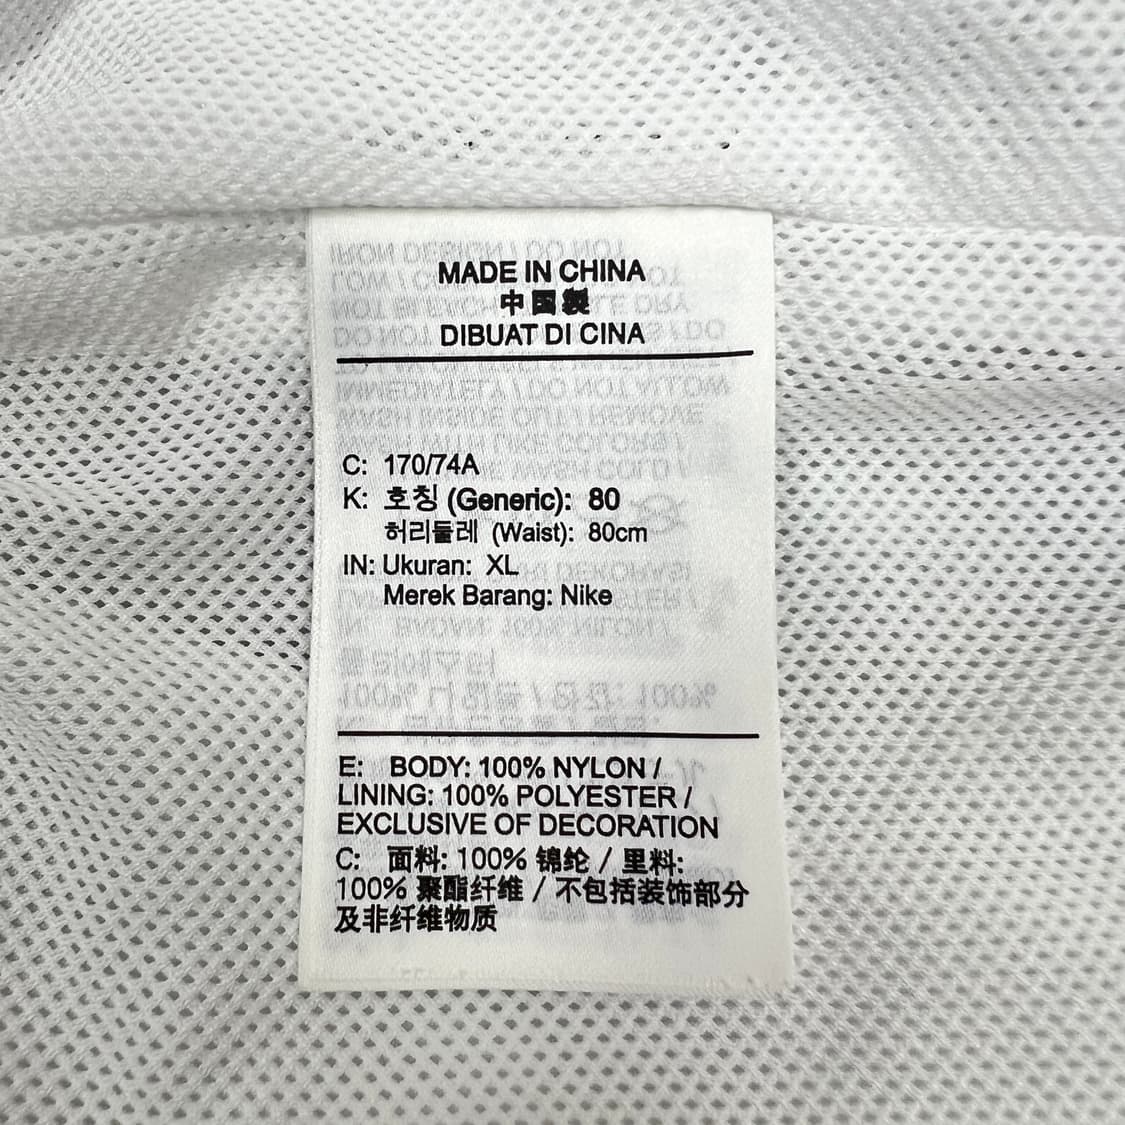 MADE IN CHINA
中国製
DIBUAT DI CINA
C: 170/74A
K: 호칭 (Generic): 80
허리둘레 (Waist): 80cm
IN: Ukuran: XL
Merek Barang: Nike
E: BODY: 100% NYLON /
LINING: 100% POLYESTER /
EXCLUSIVE OF DECORATION
C: 面料: 100% 锦纶 / 里料:
100% 聚酯纤维 / 不包括装饰部分
及非纤维物质